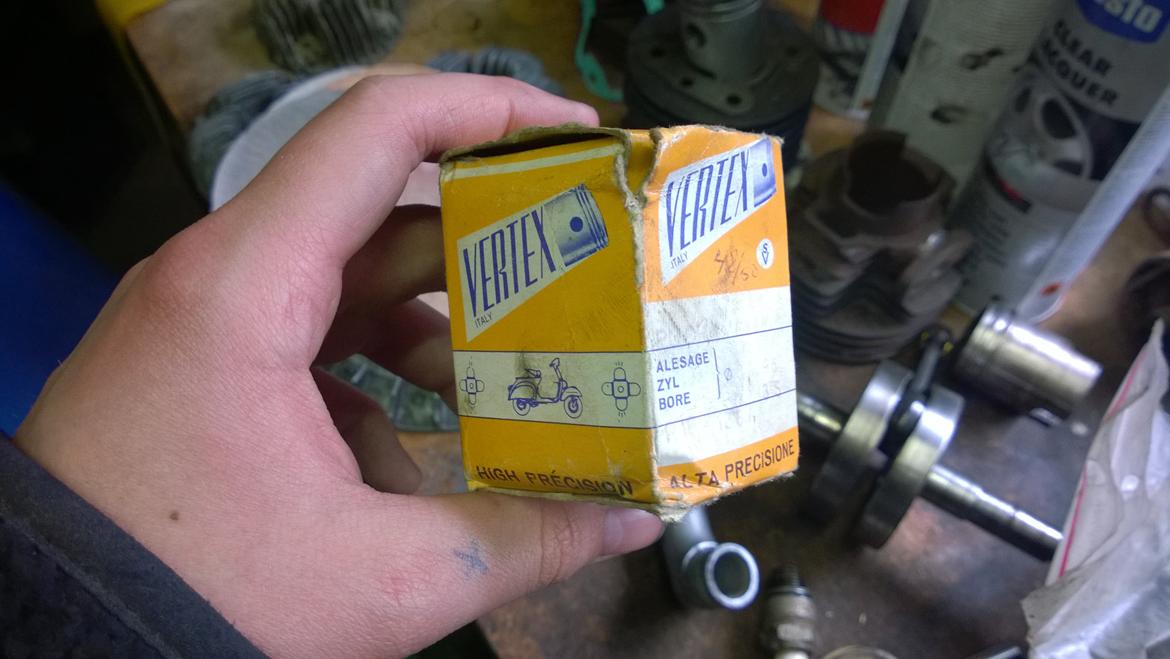 VERTEX
ITALY
HIGH PRÉCISION
VERTEX
ITALY
ALESAGE
ZYL
BORE
Ø
ALTA PRECISIONE
CLEAR
LACQUER